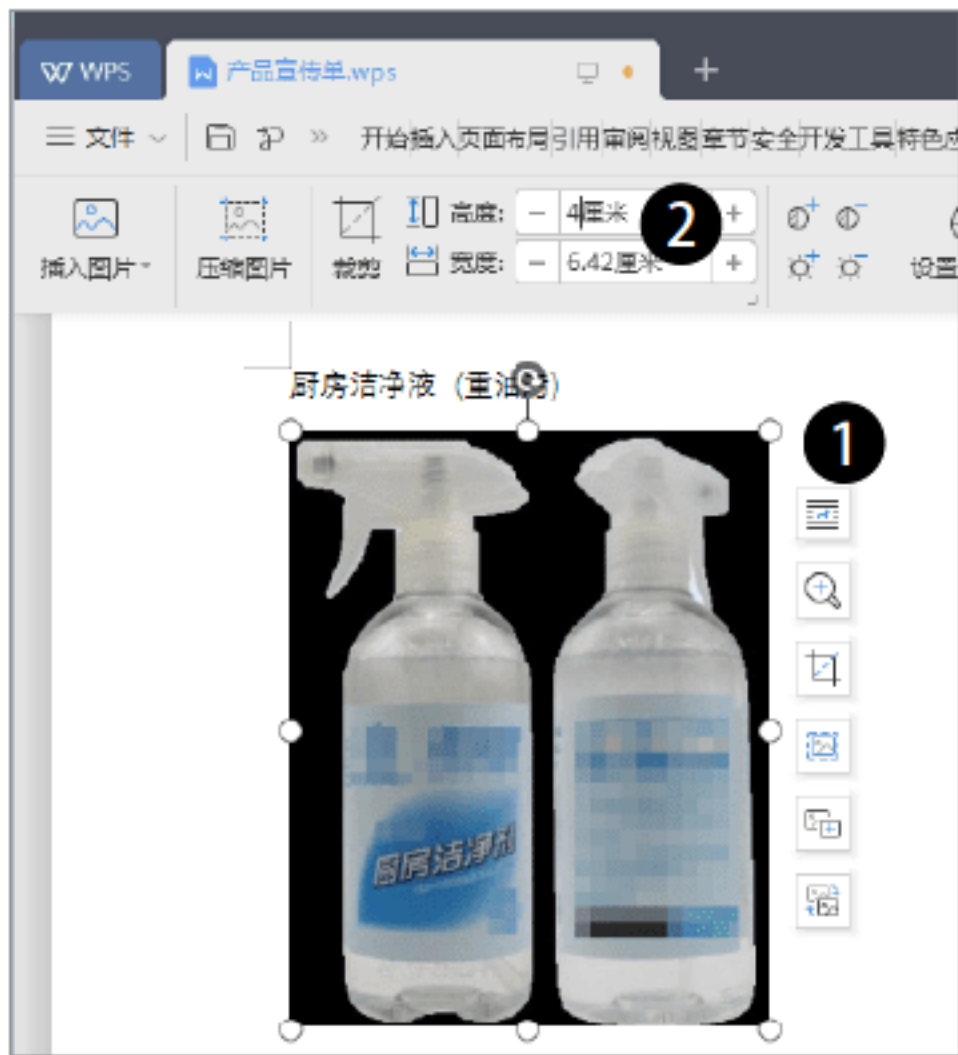 WPS
产品宣传单.wps
文件
开始 插入 页面布局 引用 审阅 视图 章节 安全 开发工具 特色应
高度:
4厘米
2
插入图片
压缩图片
裁剪
宽度:
6.42厘米
设置
厨房洁净液（重油污）
1
厨房洁净剂